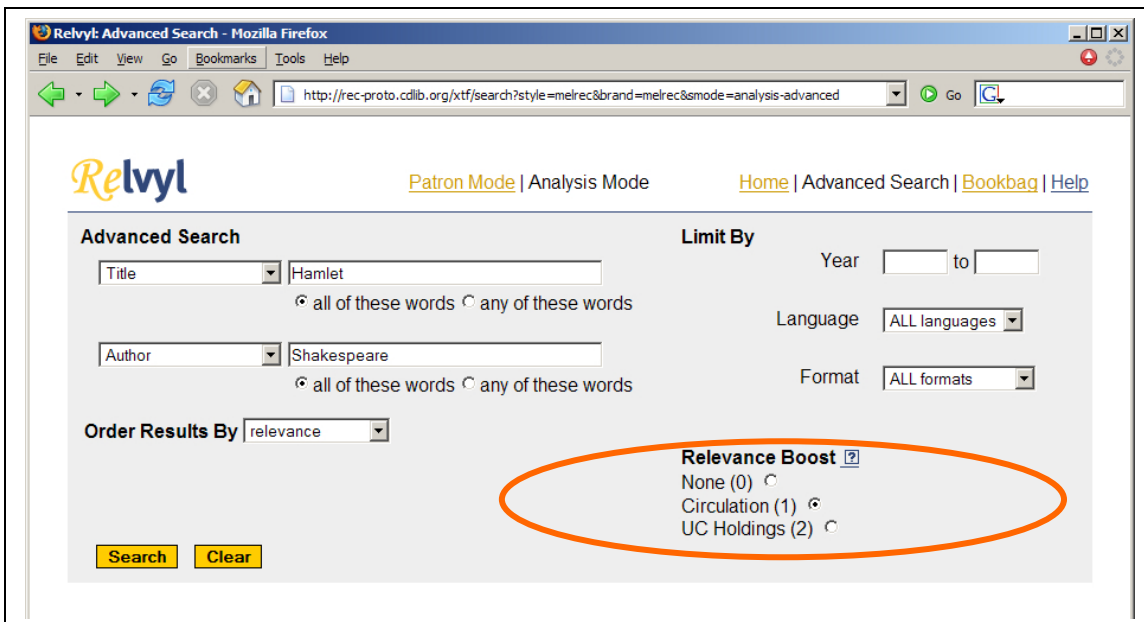 Relvyl: Advanced Search - Mozilla Firefox
File Edit View Go Bookmarks Tools Help
http://rec-proto.cdlib.org/xtf/search?style=melrec&brand=melrec&smode=analysis-advanced Go G
Relvyl Patron Mode | Analysis Mode Home | Advanced Search | Bookbag | Help
Advanced Search Limit By
Year to
Title Hamlet
all of these words any of these words
Language ALL languages
Author Shakespeare
all of these words any of these words
Format ALL formats
Order Results By relevance
Relevance Boost ?
None (0)
Circulation (1)
UC Holdings (2)
Search Clear